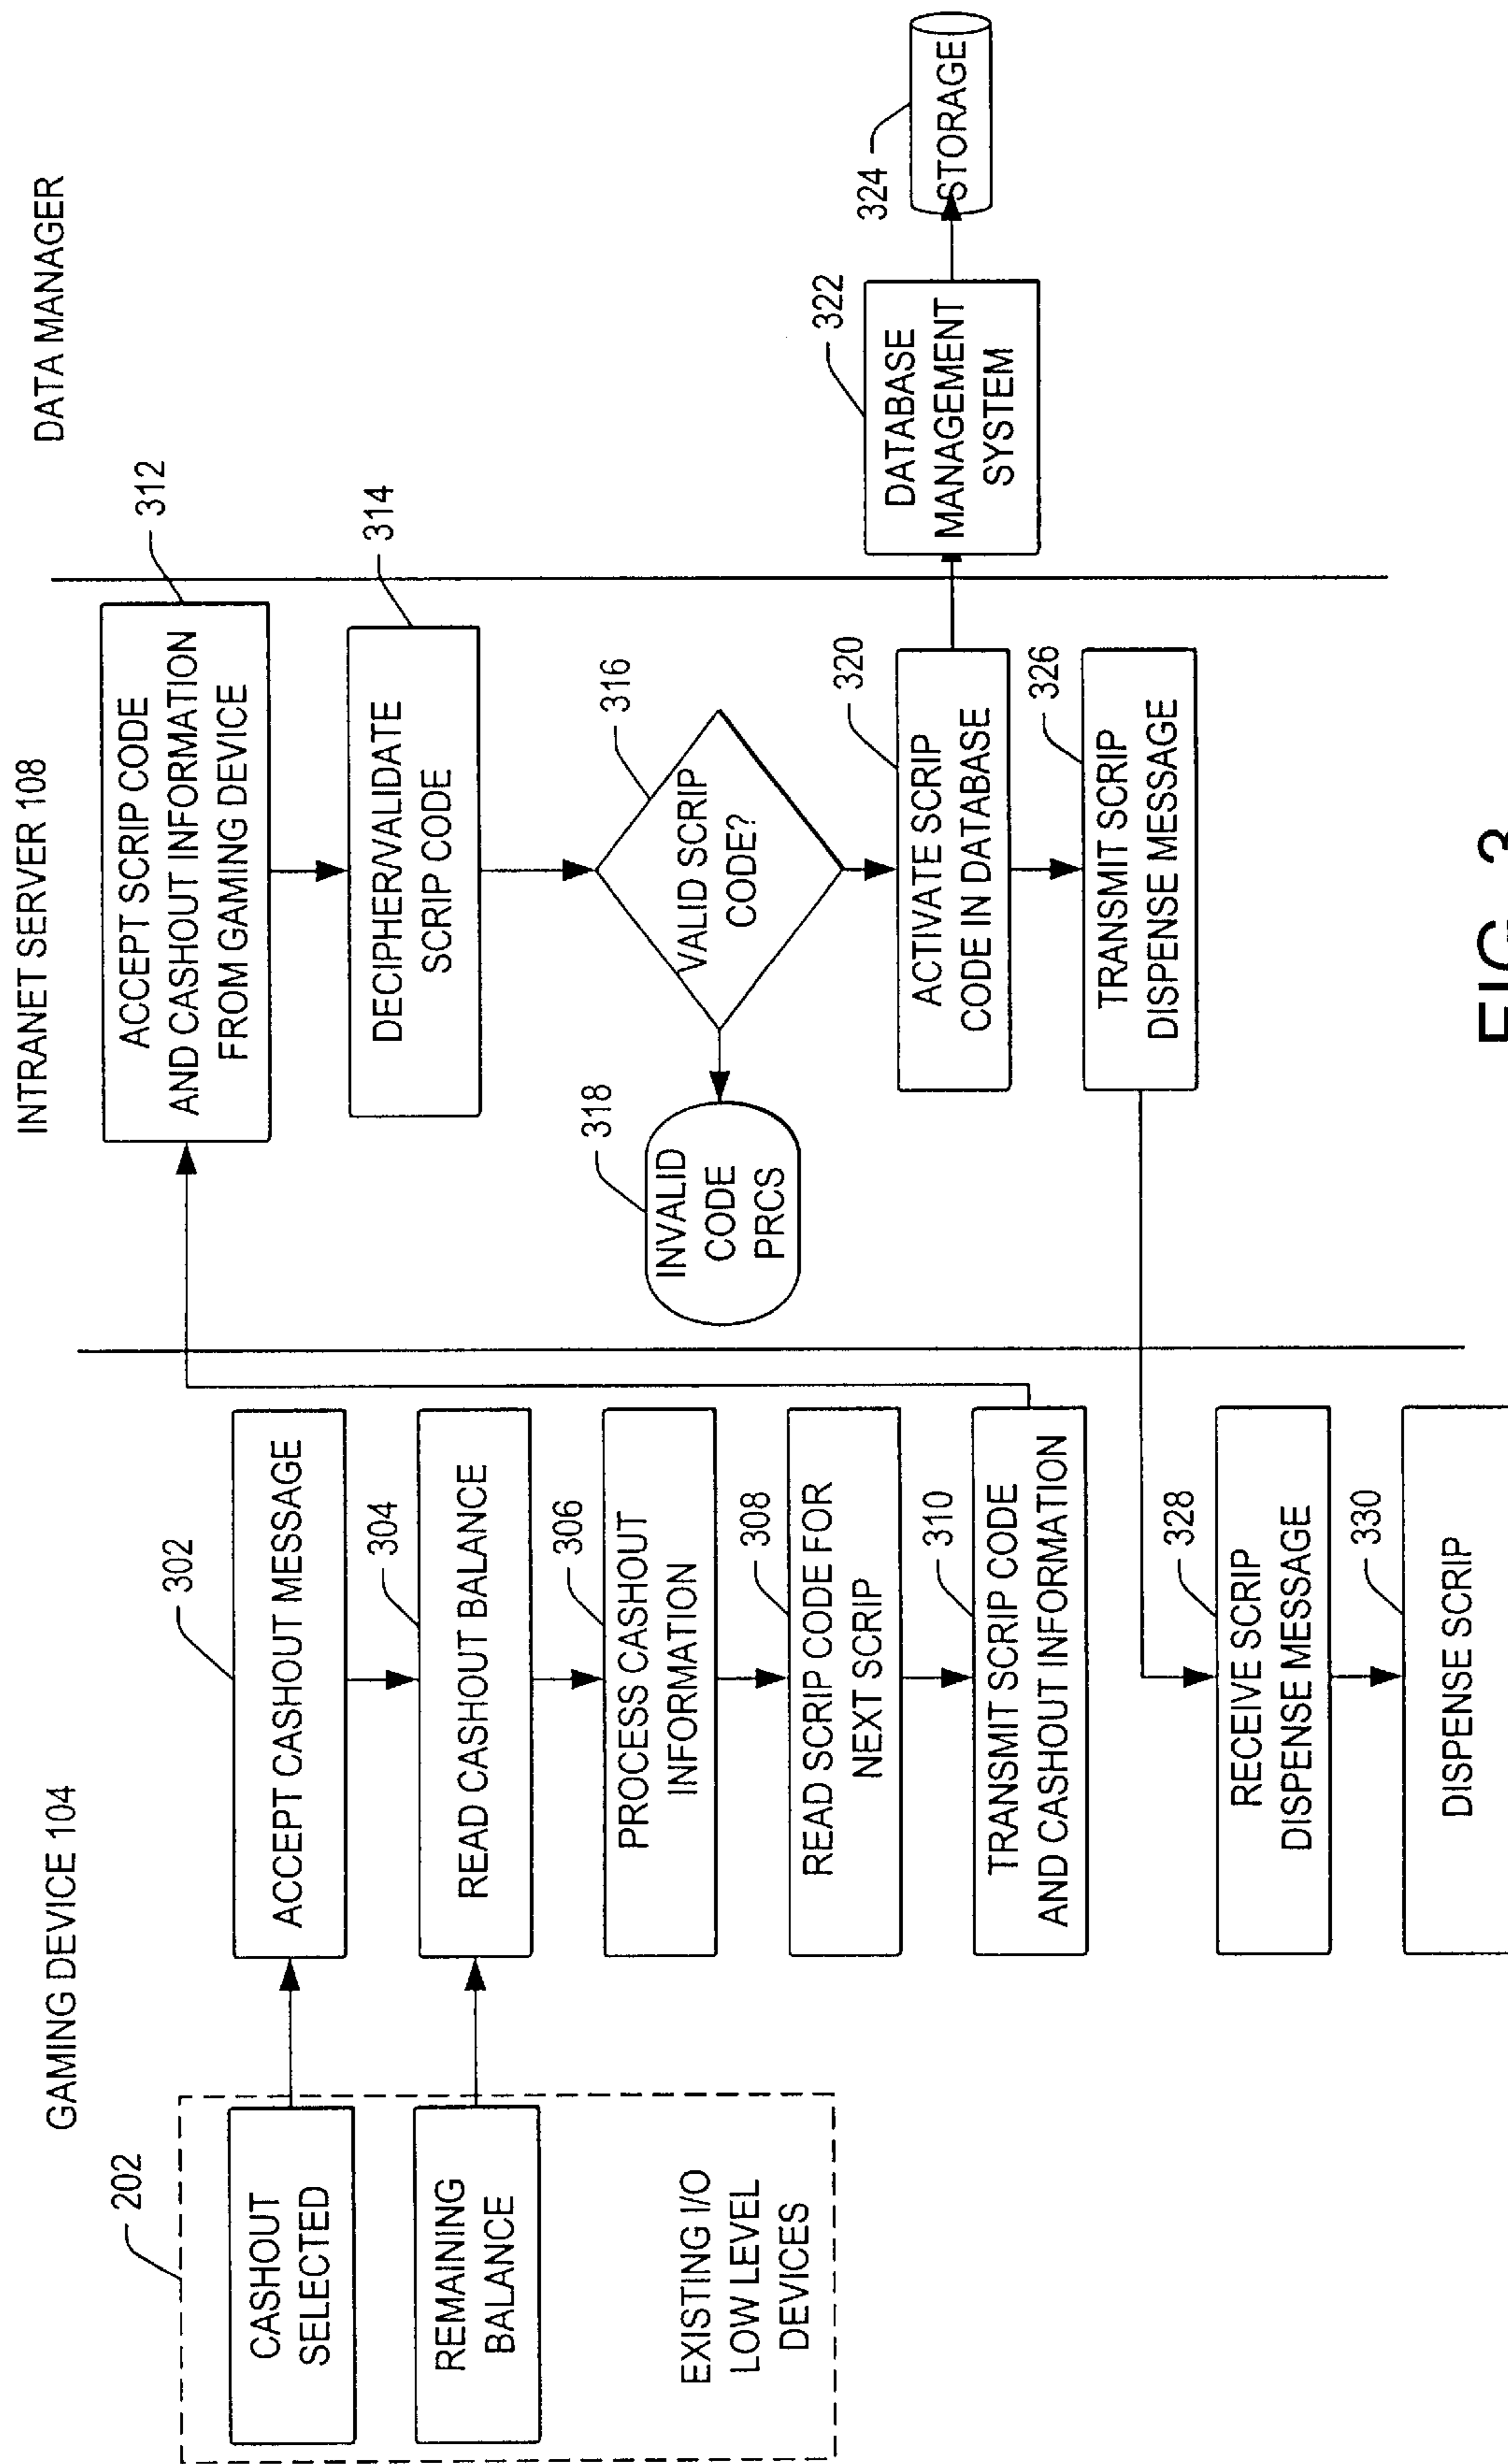 GAMING DEVICE 104
INTRANET SERVER 108
DATA MANAGER
202
CASHOUT
SELECTED
REMAINING
BALANCE
EXISTING I/O
LOW LEVEL
DEVICES
302
ACCEPT CASHOUT MESSAGE
304
READ CASHOUT BALANCE
306
PROCESS CASHOUT
INFORMATION
308
READ SCRIP CODE FOR
NEXT SCRIP
310
TRANSMIT SCRIP CODE
AND CASHOUT INFORMATION
328
RECEIVE SCRIP
DISPENSE MESSAGE
330
DISPENSE SCRIP
312
ACCEPT SCRIP CODE
AND CASHOUT INFORMATION
FROM GAMING DEVICE
314
DECIPHER/VALIDATE
SCRIP CODE
316
VALID SCRIP
CODE?
318
INVALID
CODE
PRCS
320
ACTIVATE SCRIP
CODE IN DATABASE
326
TRANSMIT SCRIP
DISPENSE MESSAGE
322
DATABASE
MANAGEMENT
SYSTEM
324
STORAGE
FIG. 3